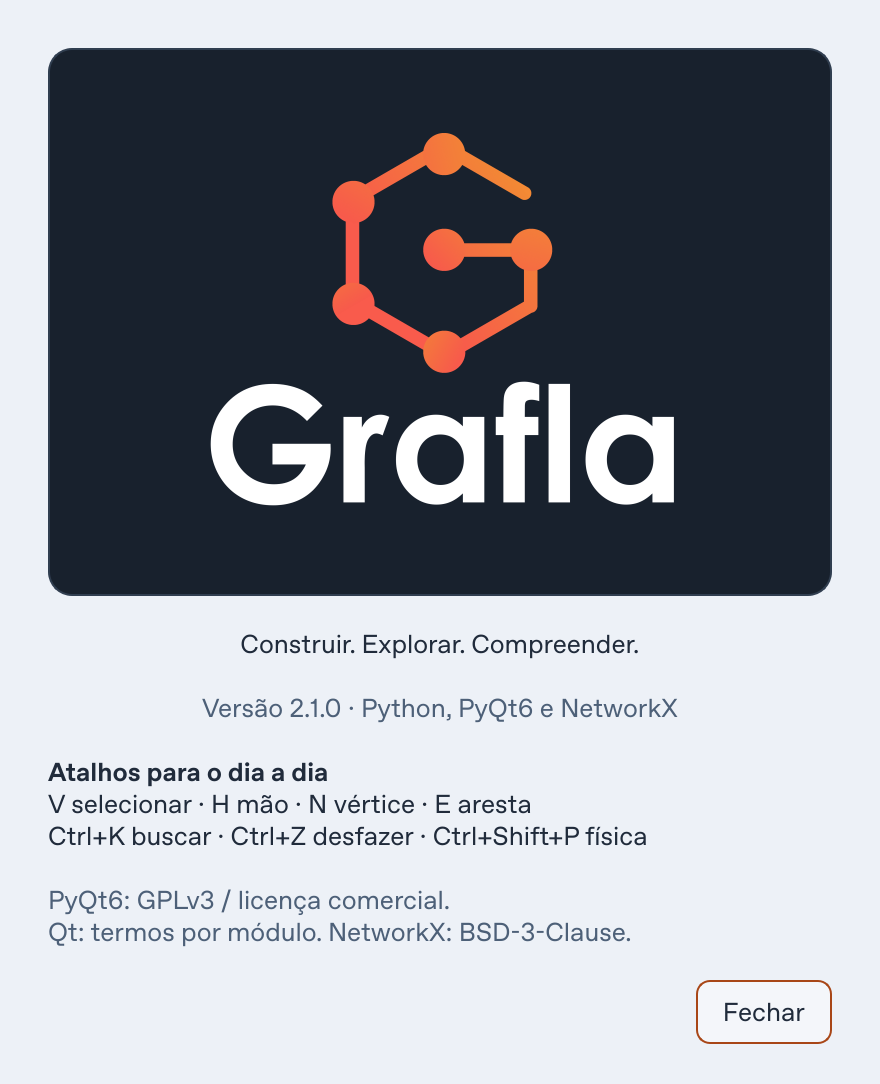 Grafla
Construir. Explorar. Compreender.
Versão 2.1.0 · Python, PyQt6 e NetworkX
Atalhos para o dia a dia
V selecionar · H mão · N vértice · E aresta
Ctrl+K buscar · Ctrl+Z desfazer · Ctrl+Shift+P física
PyQt6: GPLv3 / licença comercial.
Qt: termos por módulo. NetworkX: BSD-3-Clause.
Fechar